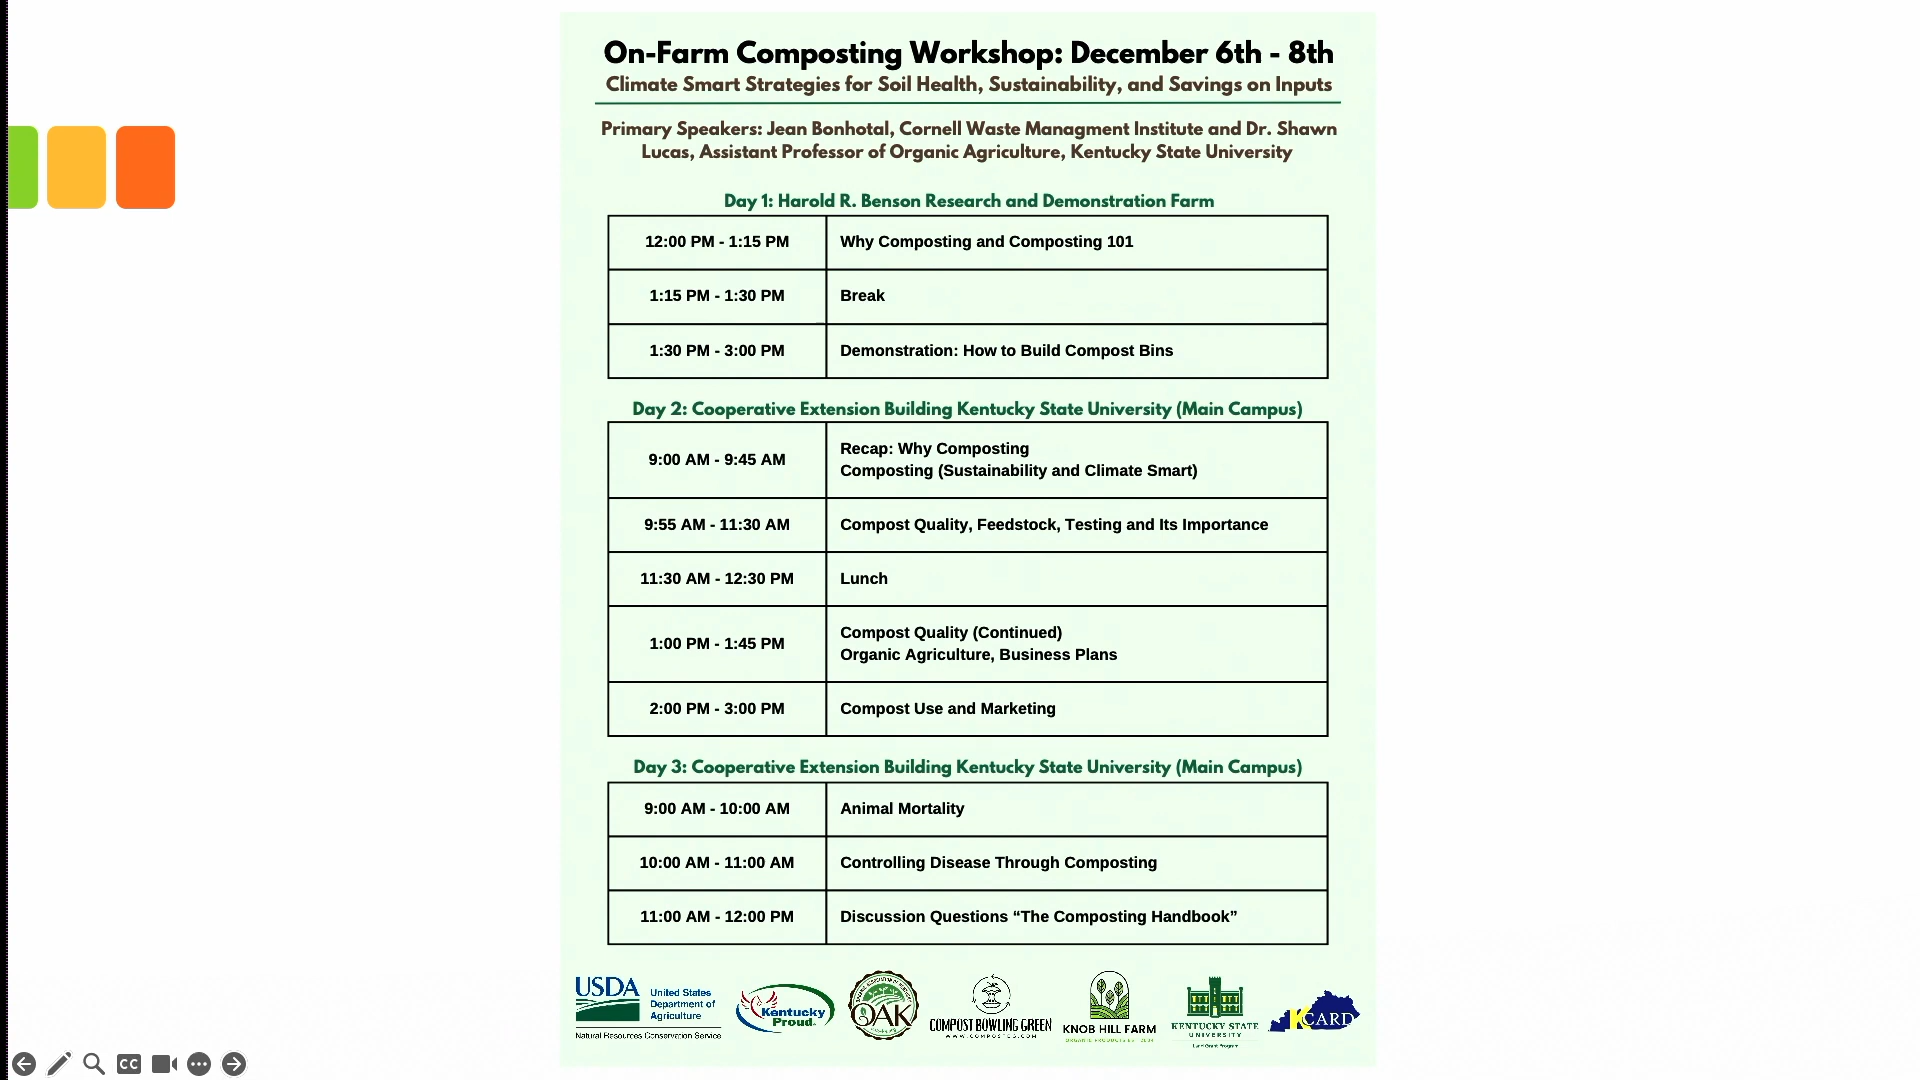 On-Farm Composting Workshop: December 6th - 8th
Climate Smart Strategies for Soil Health, Sustainability, and Savings on Inputs
Primary Speakers: Jean Bonhotal, Cornell Waste Managment Institute and Dr. Shawn
Lucas, Assistant Professor of Organic Agriculture, Kentucky State University
Day 1: Harold R. Benson Research and Demonstration Farm
12:00 PM - 1:15 PM Why Composting and Composting 101
1:15 PM - 1:30 PM Break
1:30 PM - 3:00 PM Demonstration: How to Build Compost Bins
Day 2: Cooperative Extension Building Kentucky State University (Main Campus)
9:00 AM - 9:45 AM
Recap: Why Composting
Composting (Sustainability and Climate Smart)
9:55 AM - 11:30 AM Compost Quality, Feedstock, Testing and Its Importance
11:30 AM - 12:30 PM Lunch
1:00 PM - 1:45 PM
Compost Quality (Continued)
Organic Agriculture, Business Plans
2:00 PM - 3:00 PM Compost Use and Marketing
Day 3: Cooperative Extension Building Kentucky State University (Main Campus)
9:00 AM - 10:00 AM Animal Mortality
10:00 AM - 11:00 AM Controlling Disease Through Composting
11:00 AM - 12:00 PM Discussion Questions “The Composting Handbook”
USDA
United States
Department of
Agriculture
Natural Resources Conservation Service
Kentucky
Proud
OAK
COMPOST BOWLING GREEN
KNOB HILL FARM
KENTUCKY STATE
UNIVERSITY
Land Grant Program
KCARD
CC